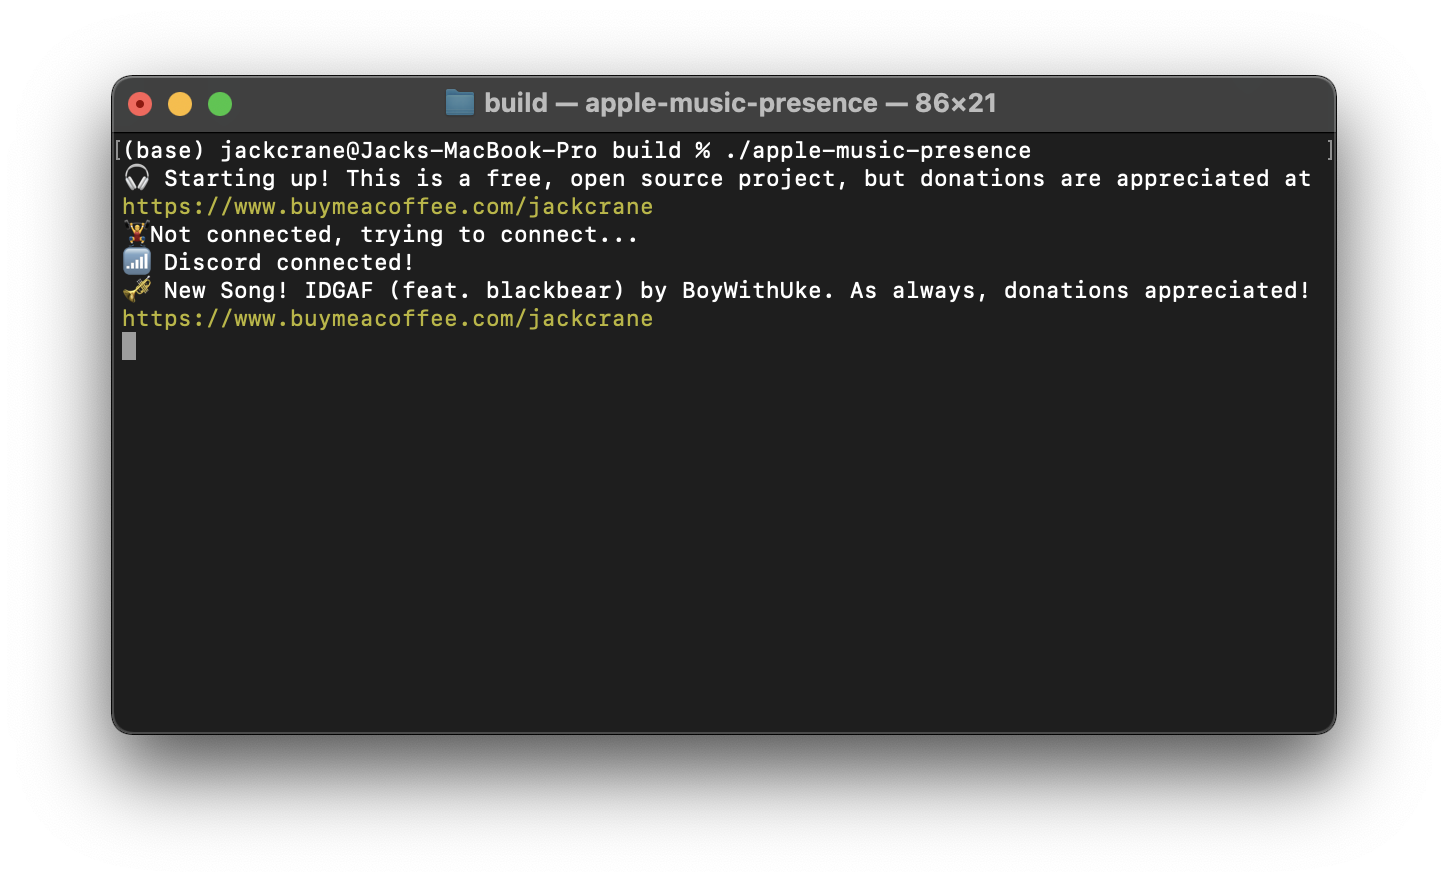 build — apple-music-presence — 86×21
[(base) jackcrane@Jacks-MacBook-Pro build % ./apple-music-presence ]
🎧 Starting up! This is a free, open source project, but donations are appreciated at
https://www.buymeacoffee.com/jackcrane
🏋️Not connected, trying to connect...
📶 Discord connected!
🎺 New Song! IDGAF (feat. blackbear) by BoyWithUke. As always, donations appreciated!
https://www.buymeacoffee.com/jackcrane